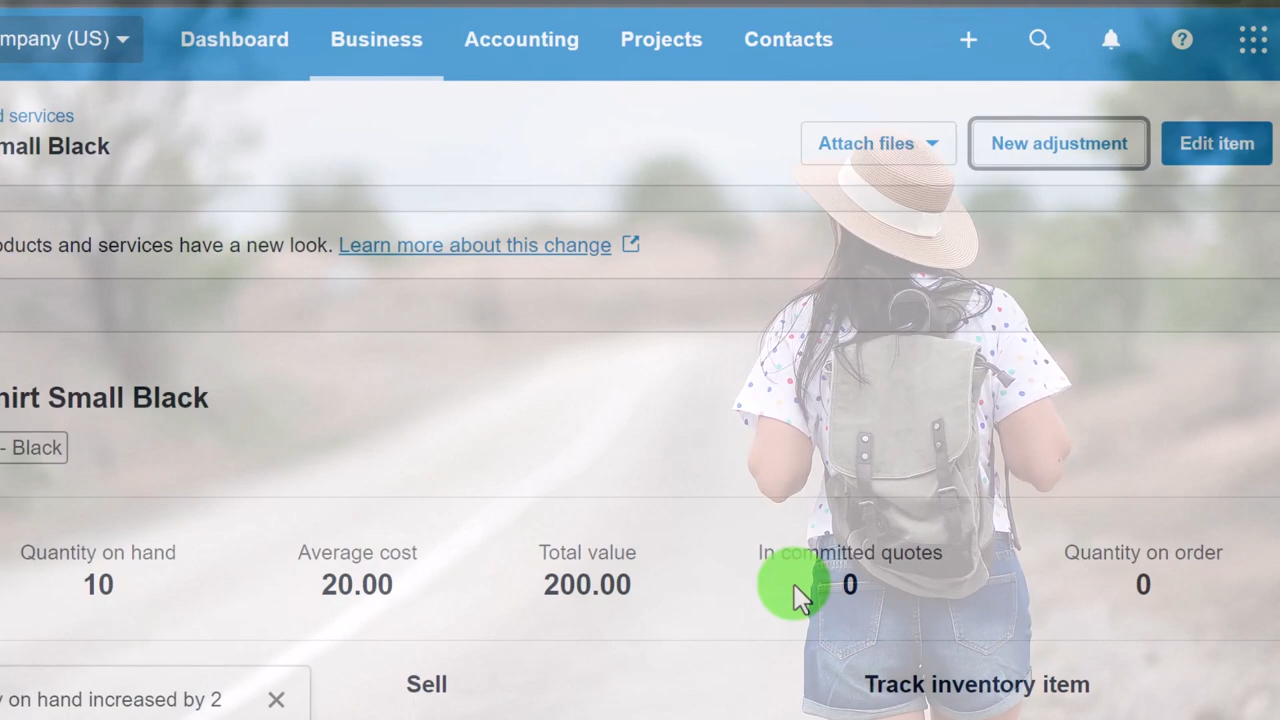 mpany (US) Dashboard Business Accounting Projects Contacts
d services
mall Black
Attach files New adjustment Edit item
oducts and services have a new look. Learn more about this change
hirt Small Black
- Black
Quantity on hand Average cost Total value In committed quotes Quantity on order
10 20.00 200.00 0 0
Sell Track inventory item
y on hand increased by 2